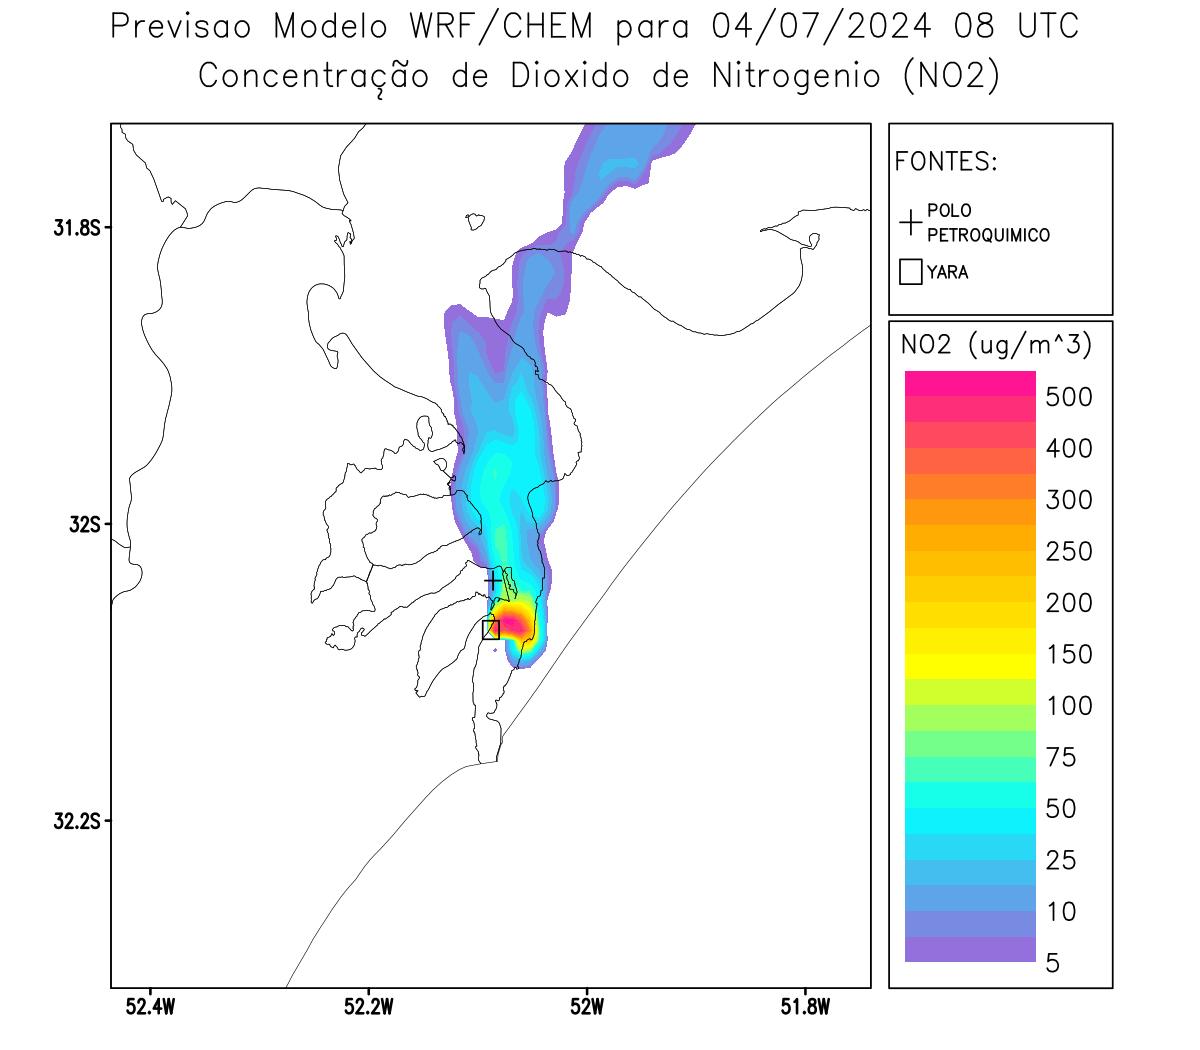 Previsao Modelo WRF/CHEM para 04/07/2024 08 UTC
Concentração de Dioxido de Nitrogenio (NO2)
FONTES:
POLO
PETROQUIMICO
YARA
31.8S
32S
32.2S
52.4W
52.2W
52W
51.8W
NO2 (ug/m^3)
500
400
300
250
200
150
100
75
50
25
10
5